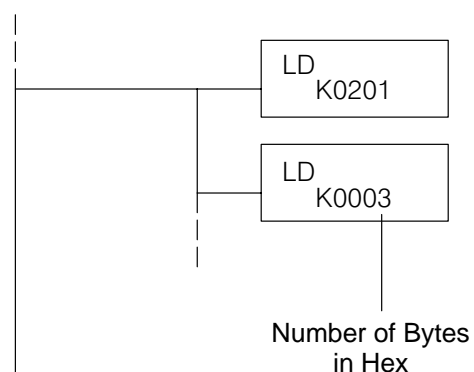 LD
K0201
LD
K0003
Number of Bytes
in Hex